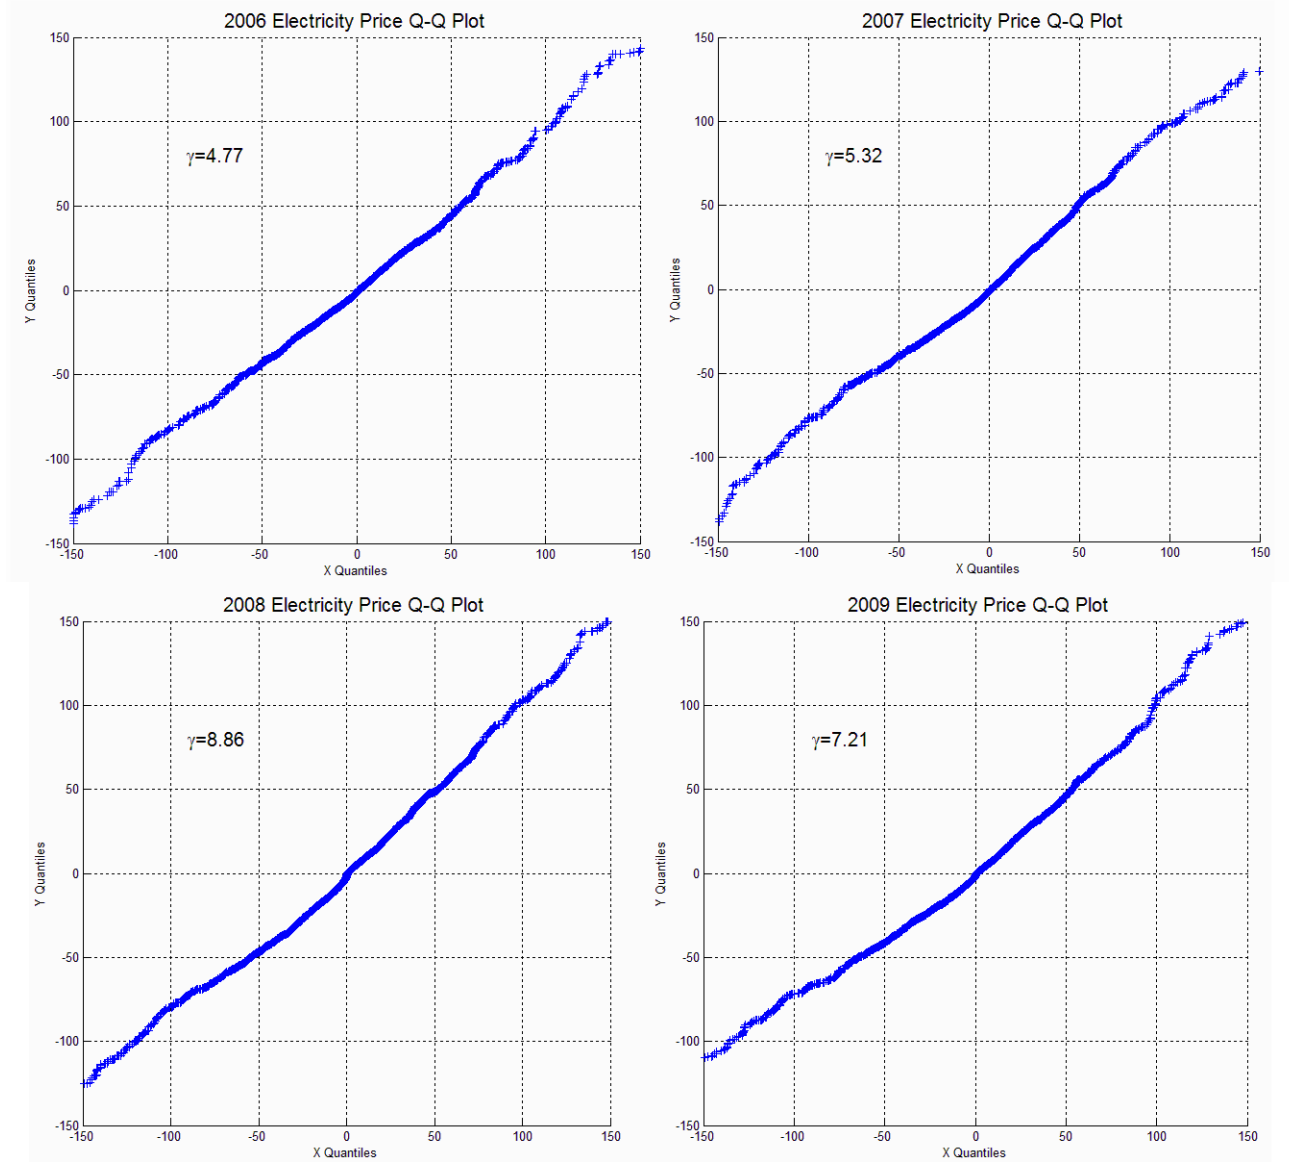 2006 Electricity Price Q-Q Plot
150
100
50
0
-50
-100
-150
Y Quantiles
γ=4.77
-150 -100 -50 0 50 100 150
X Quantiles
2007 Electricity Price Q-Q Plot
150
100
50
0
-50
-100
-150
Y Quantiles
γ=5.32
-150 -100 -50 0 50 100 150
X Quantiles
2008 Electricity Price Q-Q Plot
150
100
50
0
-50
-100
-150
Y Quantiles
γ=8.86
-150 -100 -50 0 50 100 150
X Quantiles
2009 Electricity Price Q-Q Plot
150
100
50
0
-50
-100
-150
Y Quantiles
γ=7.21
-150 -100 -50 0 50 100 150
X Quantiles